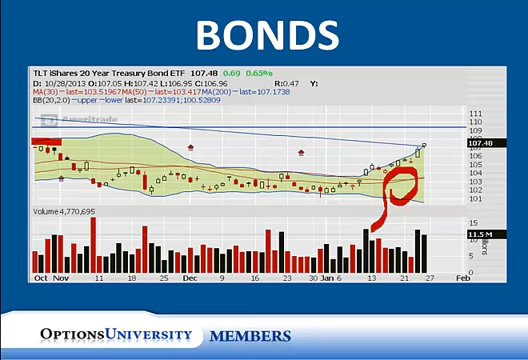 BONDS
TLT iShares 20 Year Treasury Bond ETF 107.48 0.69 0.65%
D: 10/28/2013 O=107.05 H=107.42 L=106.95 C=106.96 R:0.47 Y:
MA(30) last=103.51967 MA(50) last=103.417 MA(200) last=107.1738
BB(20,2.0) upper lower last=107.23391;100.52809
Ameritrade
111
110
109
107.48
106
105
104
103
102
101
Volume 4,770,695
15
11.5 M
10
5
0
Oct Nov 11 18 25 Dec 9 16 23 30 Jan 6 13 21 27 Feb
OPTIONSUNIVERSITY MEMBERS